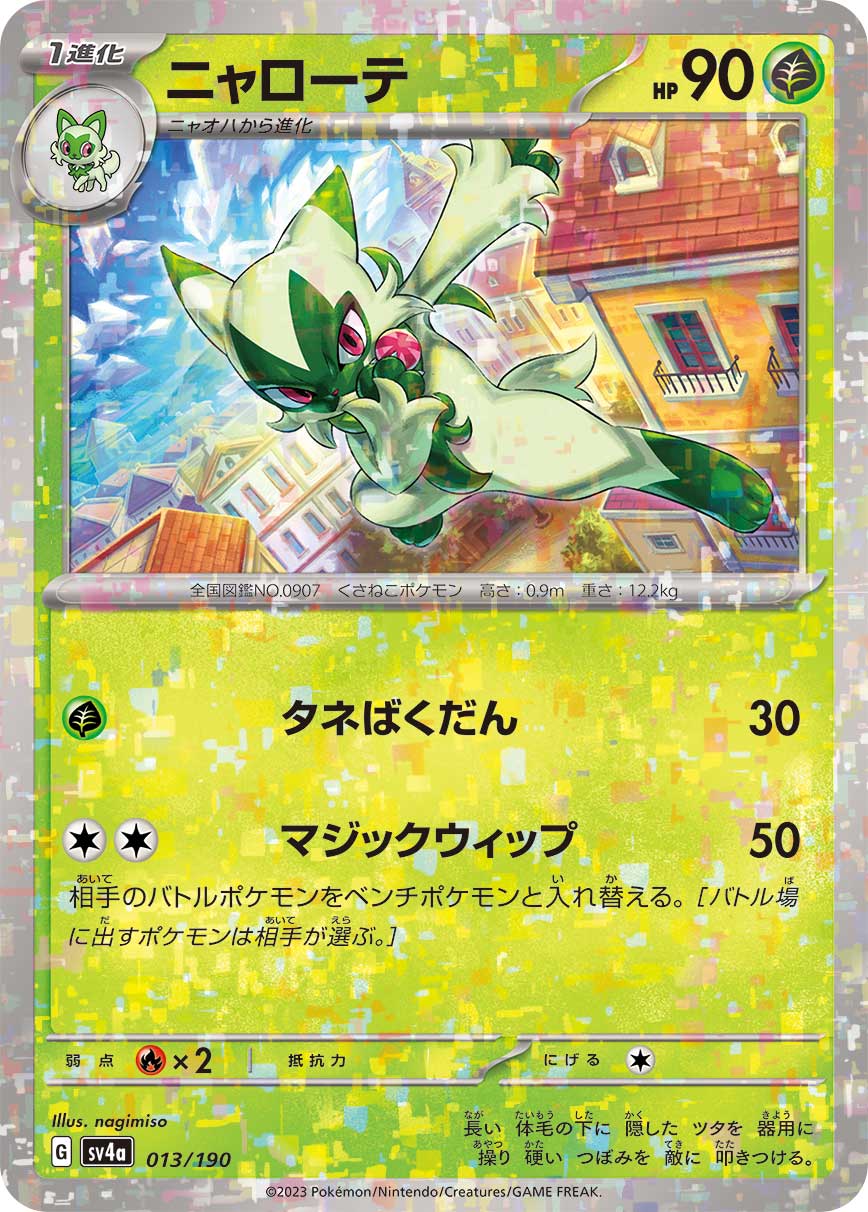 1進化
ニャローテ
HP 90
ニャオハから進化
全国図鑑NO.0907 くさねこポケモン 高さ：0.9m 重さ：12.2kg
タネばくだん 30
マジックウィップ 50
相手のバトルポケモンをベンチポケモンと入れ替える。［バトル場
に出すポケモンは相手が選ぶ。］
弱点 ×2 抵抗力 にげる
Illus. nagimiso
長い 体毛の下に 隠した ツタを 器用に
操り 硬い つぼみを 敵に 叩きつける。
G sv4a 013/190
©2023 Pokémon/Nintendo/Creatures/GAME FREAK.